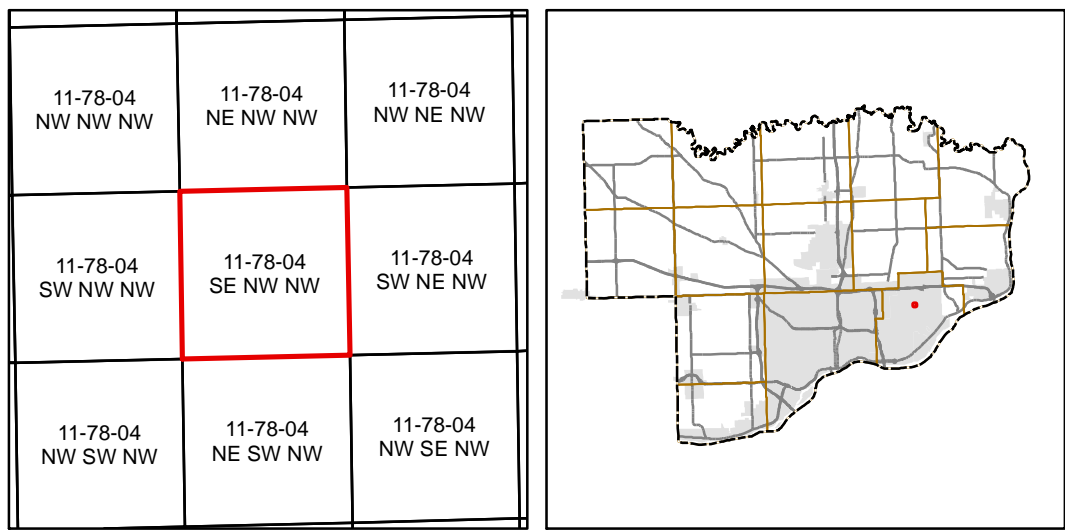 11-78-04
NW NW NW
11-78-04
NE NW NW
11-78-04
NW NE NW
11-78-04
SW NW NW
11-78-04
SE NW NW
11-78-04
SW NE NW
11-78-04
NW SW NW
11-78-04
NE SW NW
11-78-04
NW SE NW